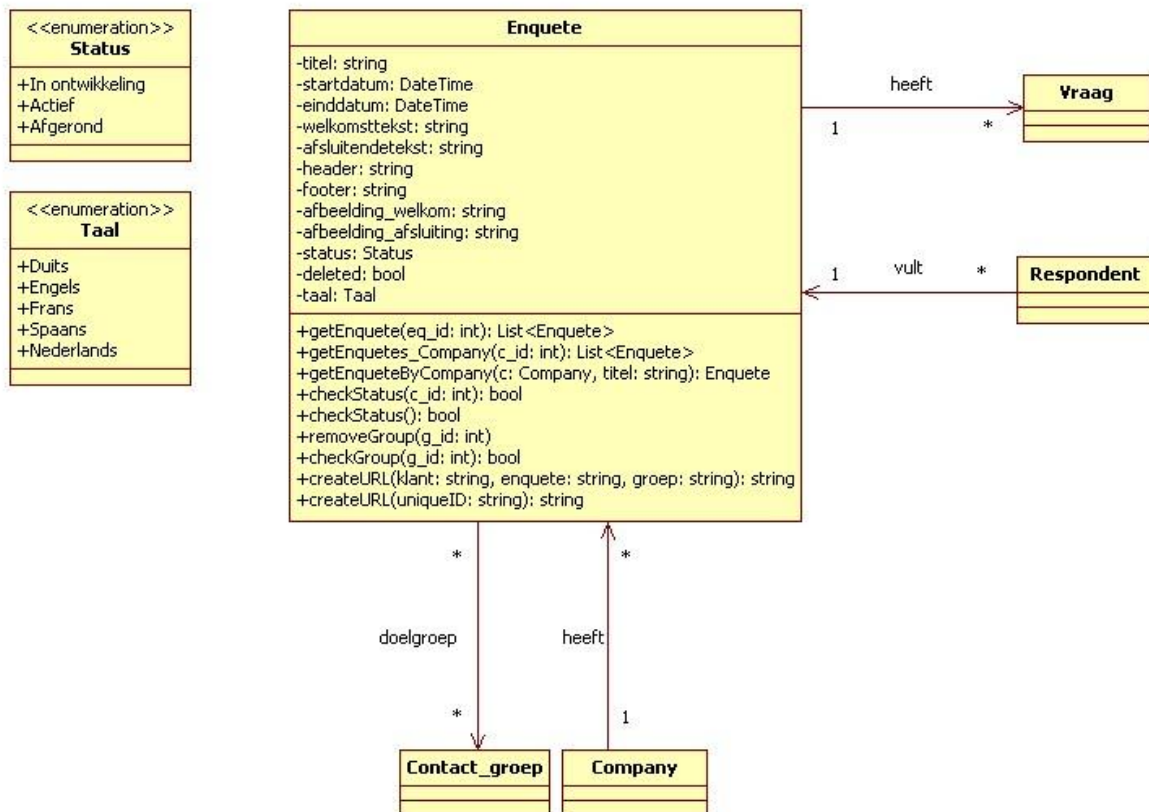 <<enumeration>>
Status
+In ontwikkeling
+Actief
+Afgerond
<<enumeration>>
Taal
+Duits
+Engels
+Frans
+Spaans
+Nederlands
Enquete
-titel: string
-startdatum: DateTime
-einddatum: DateTime
-welkomsttekst: string
-afsluitendetekst: string
-header: string
-footer: string
-afbeelding_welkom: string
-afbeelding_afsluiting: string
-status: Status
-deleted: bool
-taal: Taal
+getEnquete(eq_id: int): List<Enquete>
+getEnquetes_Company(c_id: int): List<Enquete>
+getEnqueteByCompany(c: Company, titel: string): Enquete
+checkStatus(c_id: int): bool
+checkStatus(): bool
+removeGroup(g_id: int)
+checkGroup(g_id: int): bool
+createURL(klant: string, enquete: string, groep: string): string
+createURL(uniqueID: string): string
heeft
1 *
Vraag
1 vult *
Respondent
* *
doelgroep heeft
* 1
Contact_groep
Company